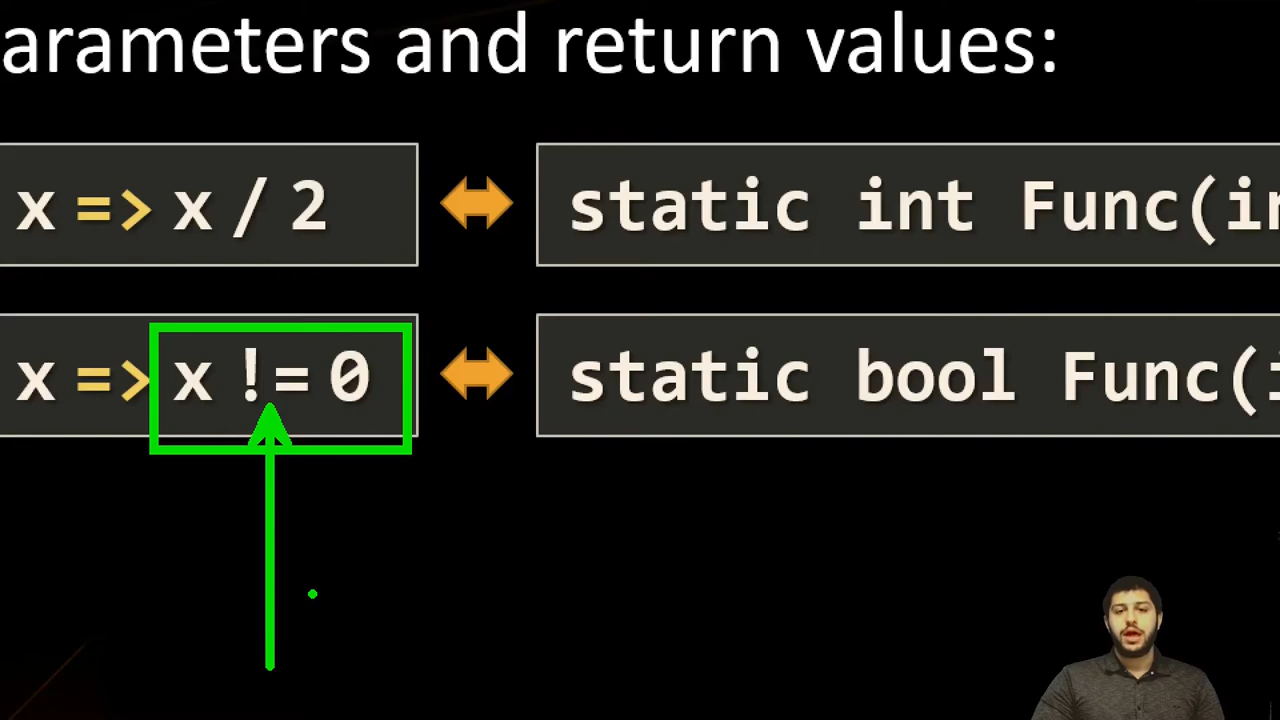 arameters and return values:
x => x / 2 static int Func(in
x => x != 0 static bool Func(i